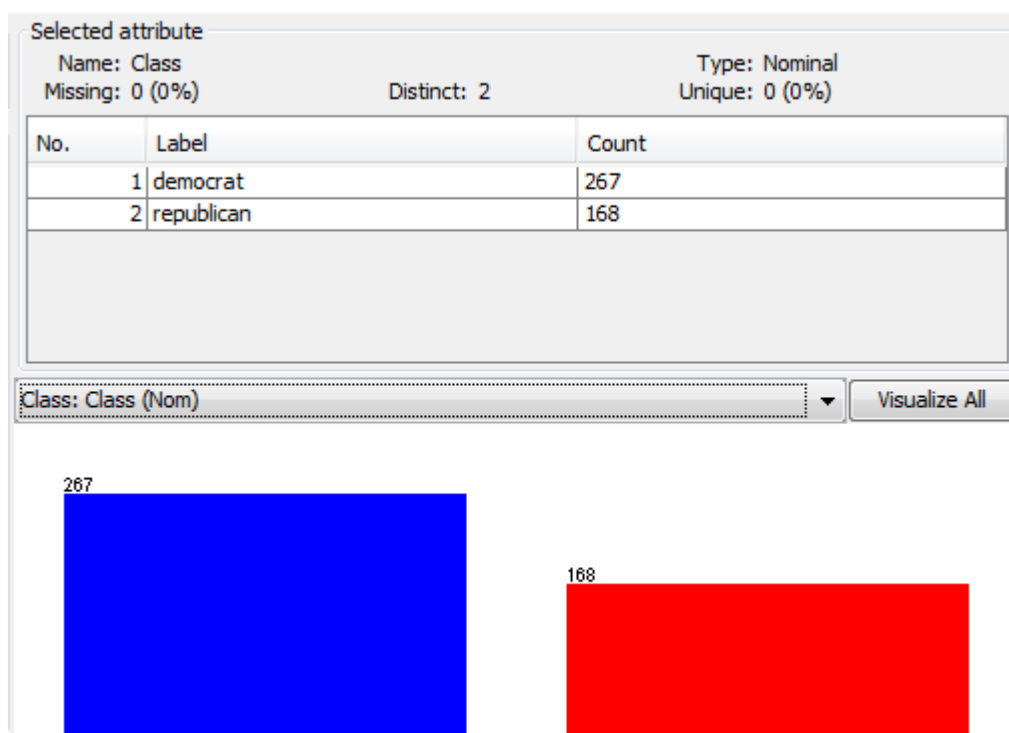 Selected attribute
Name: Class Type: Nominal
Missing: 0 (0%) Distinct: 2 Unique: 0 (0%)
No. Label Count
1 democrat 267
2 republican 168
Class: Class (Nom) Visualize All
267
168